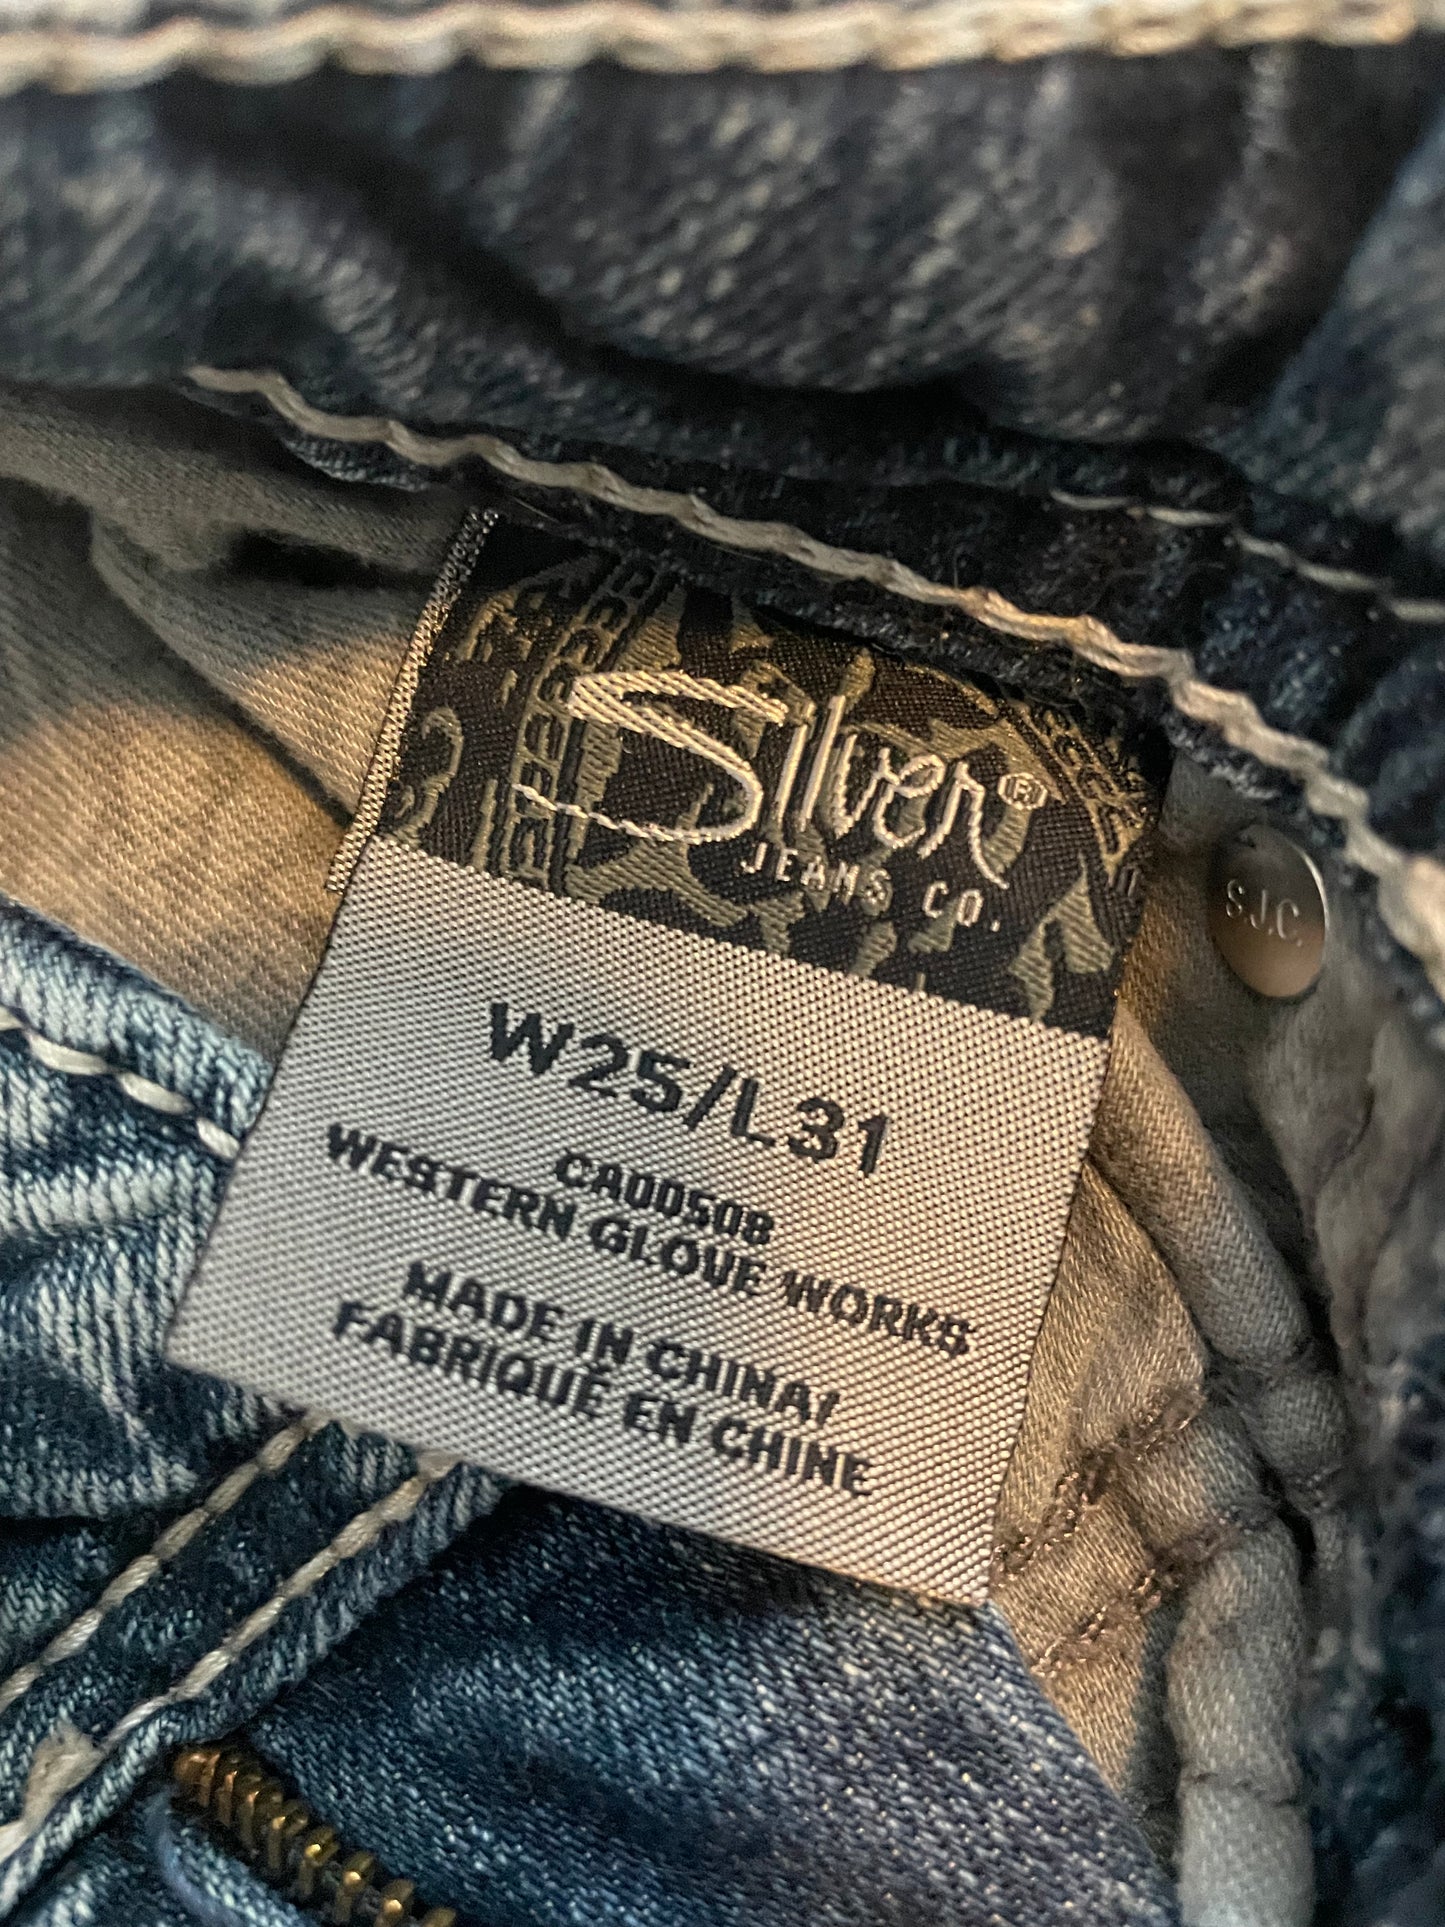 Silver®
JEANS CO.
S.J.C.
W25/L31
CA00508
WESTERN GLOVE WORKS
MADE IN CHINA/
FABRIQUÉ EN CHINE